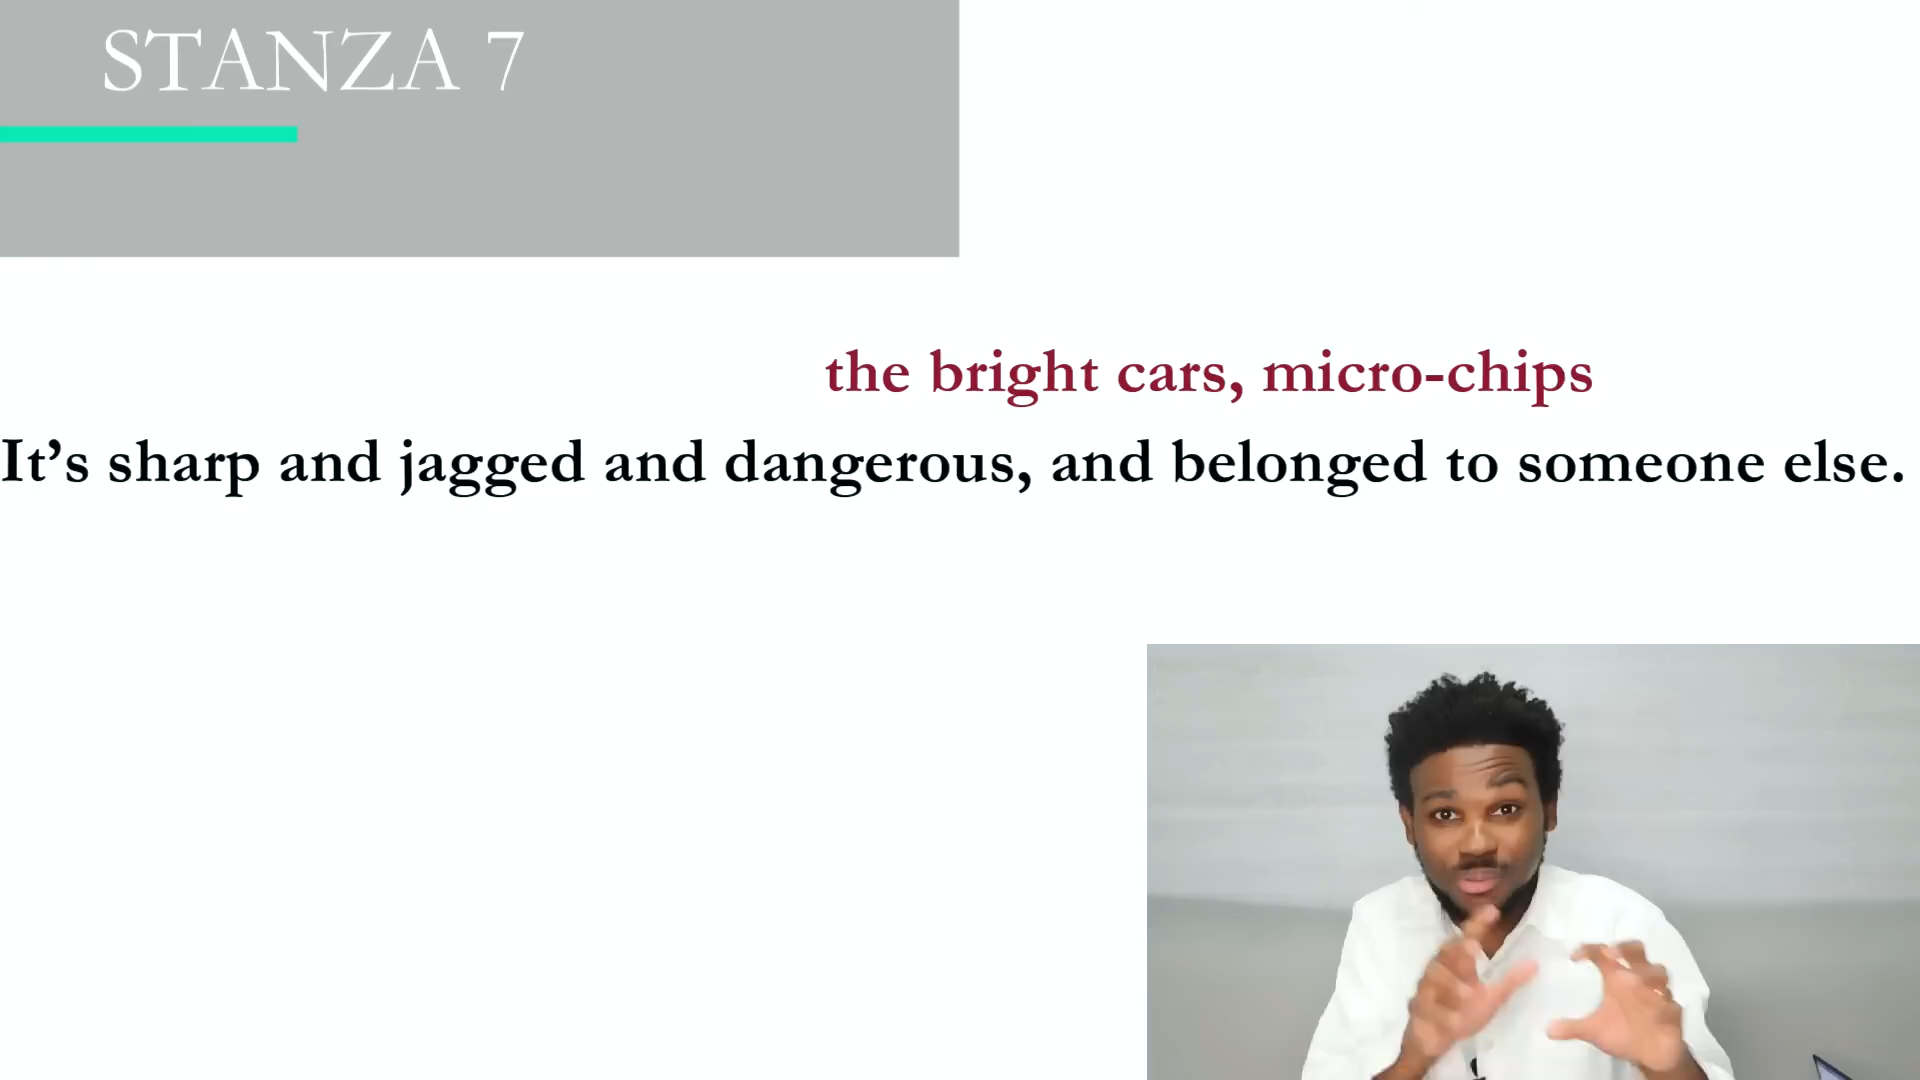 STANZA 7
the bright cars, micro-chips
It’s sharp and jagged and dangerous, and belonged to someone else.